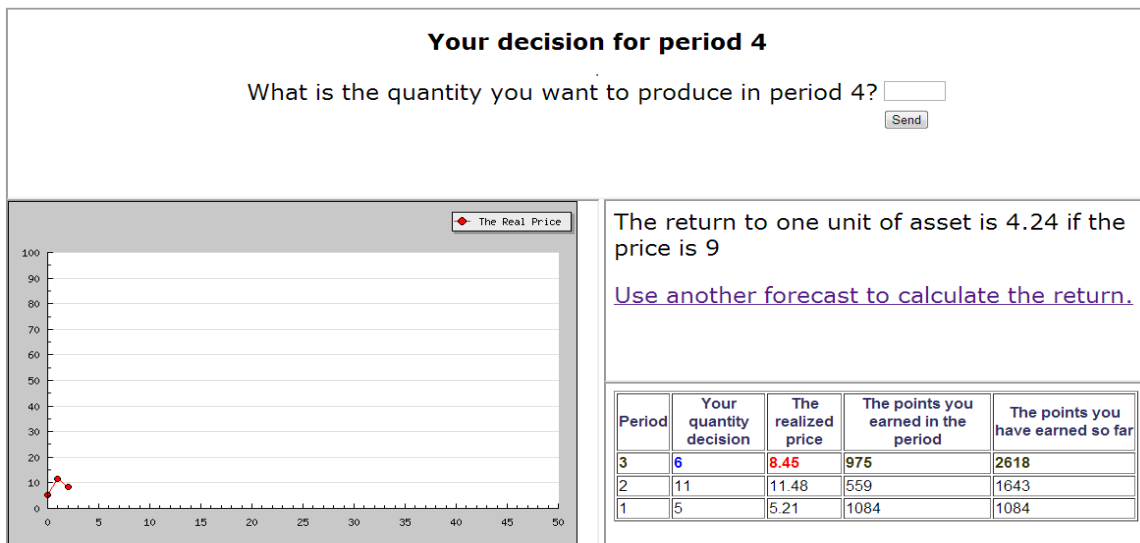 Your decision for period 4
What is the quantity you want to produce in period 4?
Send
The Real Price
100
90
80
70
60
50
40
30
20
10
0
0 5 10 15 20 25 30 35 40 45 50
The return to one unit of asset is 4.24 if the
price is 9
Use another forecast to calculate the return.
Period Your quantity decision The realized price The points you earned in the period The points you have earned so far
3 6 8.45 975 2618
2 11 11.48 559 1643
1 5 5.21 1084 1084